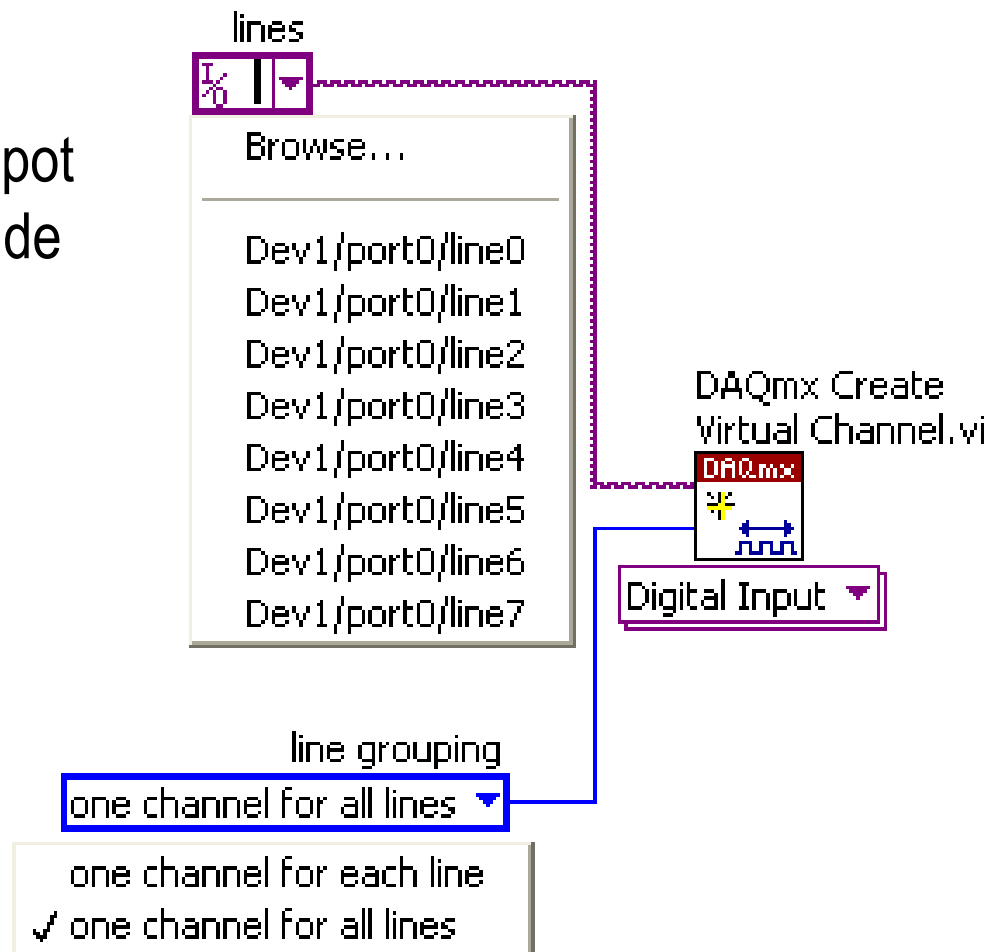 lines
I/O
pot
de
Browse...
Dev1/port0/line0
Dev1/port0/line1
Dev1/port0/line2
Dev1/port0/line3
Dev1/port0/line4
Dev1/port0/line5
Dev1/port0/line6
Dev1/port0/line7
DAQmx Create
Virtual Channel.vi
DAQmx
Digital Input
line grouping
one channel for all lines
one channel for each line
✓ one channel for all lines